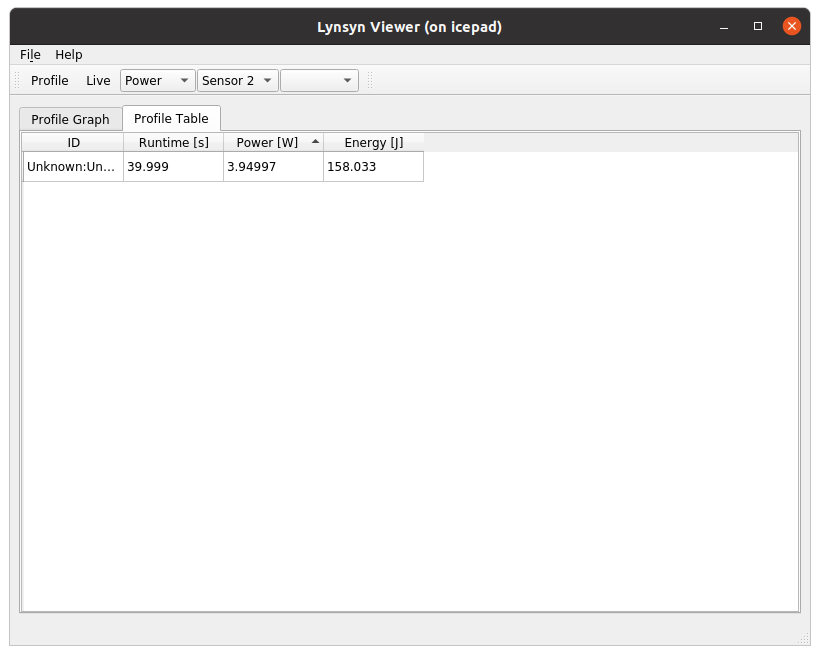 Lynsyn Viewer (on icepad)
File Help
Profile Live Power Sensor 2
Profile Graph Profile Table
ID Runtime [s] Power [W] Energy [J]
Unknown:Un... 39.999 3.94997 158.033